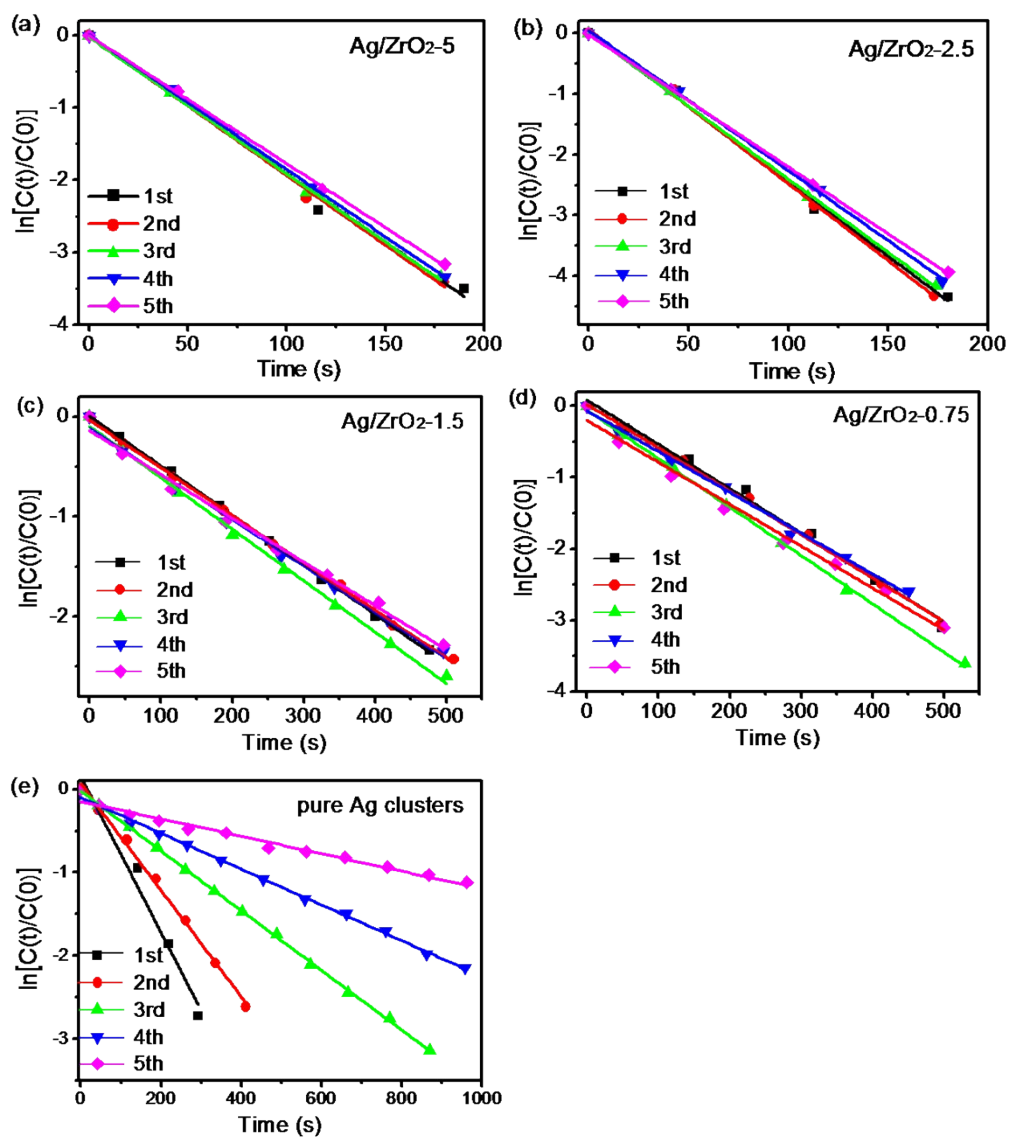 (a)
Ag/ZrO2-5
ln[C(t)/C(0)]
0
-1
-2
-3
-4
1st
2nd
3rd
4th
5th
0 50 100 150 200
Time (s)
(b)
Ag/ZrO2-2.5
ln[C(t)/C(0)]
0
-1
-2
-3
-4
1st
2nd
3rd
4th
5th
0 50 100 150 200
Time (s)
(c)
Ag/ZrO2-1.5
ln[C(t)/C(0)]
0
-1
-2
1st
2nd
3rd
4th
5th
0 100 200 300 400 500
Time (s)
(d)
Ag/ZrO2-0.75
ln[C(t)/C(0)]
0
-1
-2
-3
-4
1st
2nd
3rd
4th
5th
0 100 200 300 400 500
Time (s)
(e)
pure Ag clusters
ln[C(t)/C(0)]
0
-1
-2
-3
1st
2nd
3rd
4th
5th
0 200 400 600 800 1000
Time (s)